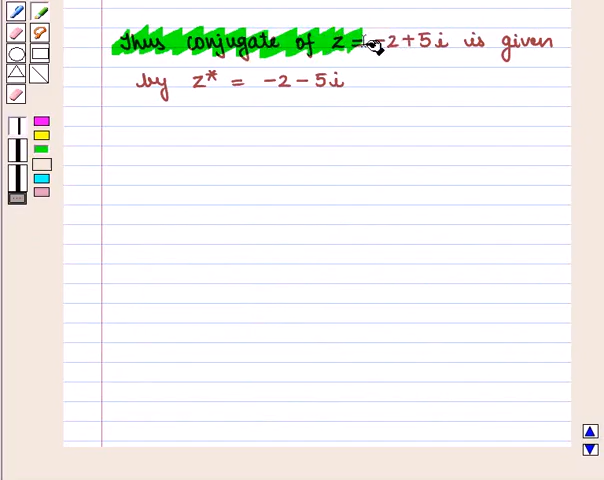 Thus conjugate of z = -2+5i is given
by z* = -2-5i